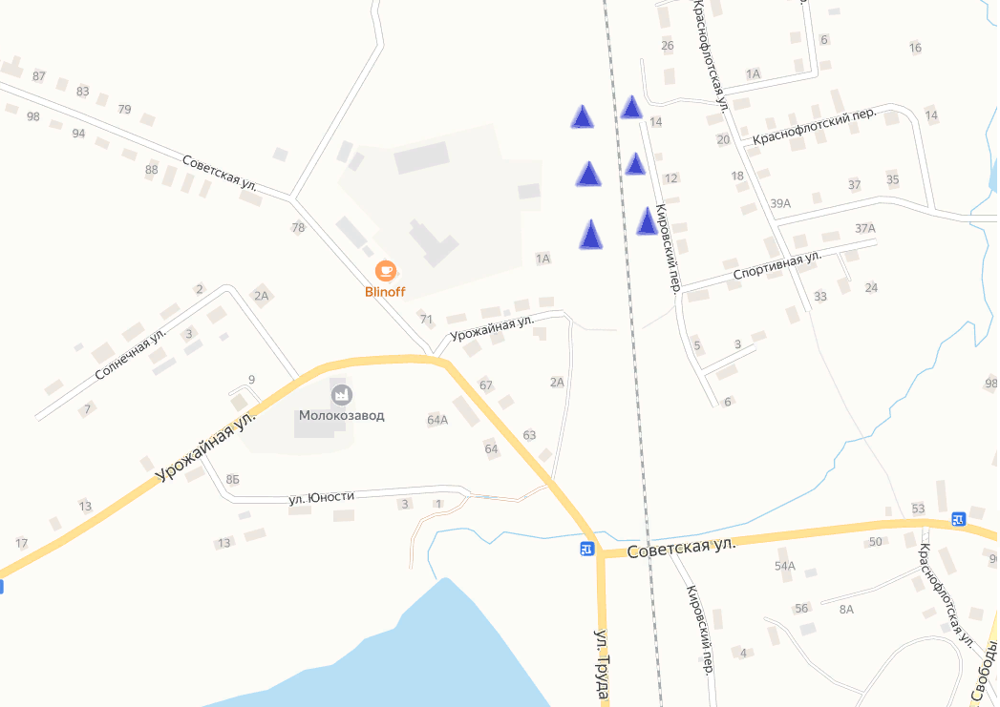 Краснофлотская ул.
6
16
26
87
1А
83
79
98
94
14
14
Краснофлотский пер.
20
88
Советская ул.
18
12
37
35
39А
78
Кировский пер.
37А
1А
Спортивная ул.
24
Blinoff
2
2А
33
71
Урожайная ул.
3
5
3
Солнечная ул.
9
67
2А
98
7
Молокозавод
64А
6
Урожайная ул.
63
64
8Б
ул. Юности
3
1
13
53
17
13
Советская ул.
50
54А
Краснофлотская ул.
Кировский пер.
56
8А
ул. Труда
4
Свободы